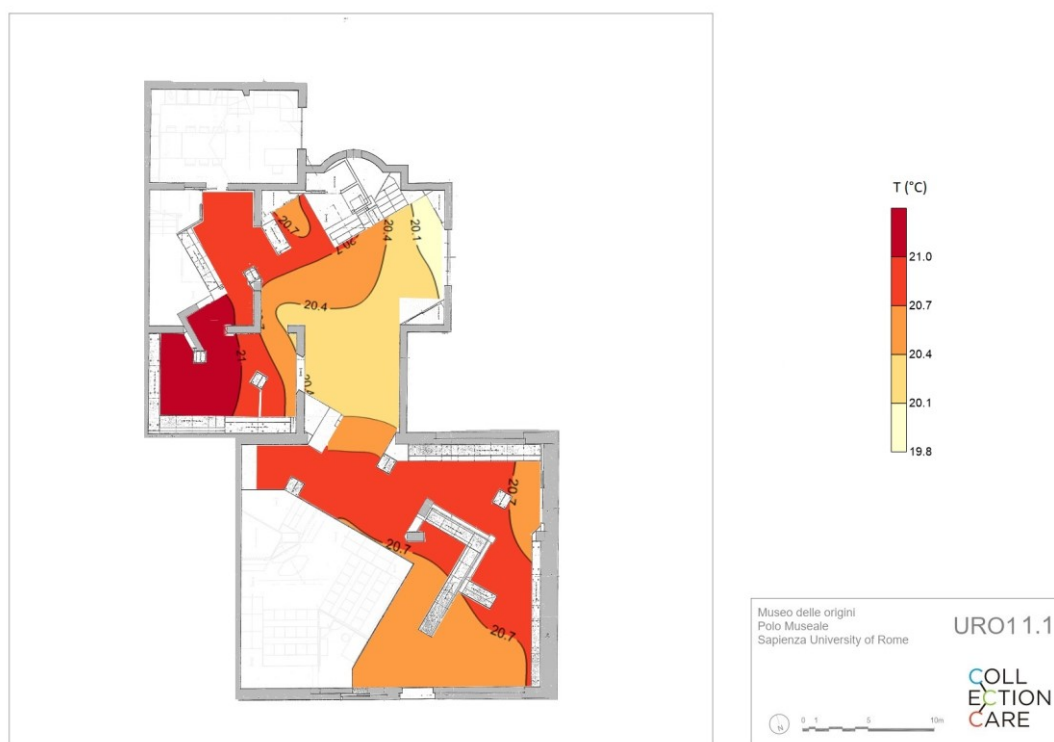 20.7
20.1
20.4
20.7
20.4
21
20.4
20.7
20.7
20.7
T (°C)
21.0
20.7
20.4
20.1
19.8
Museo delle origini
Polo Museale
Sapienza University of Rome
URO11.1
COLL
ECTION
CARE
N
0 1 5 10m